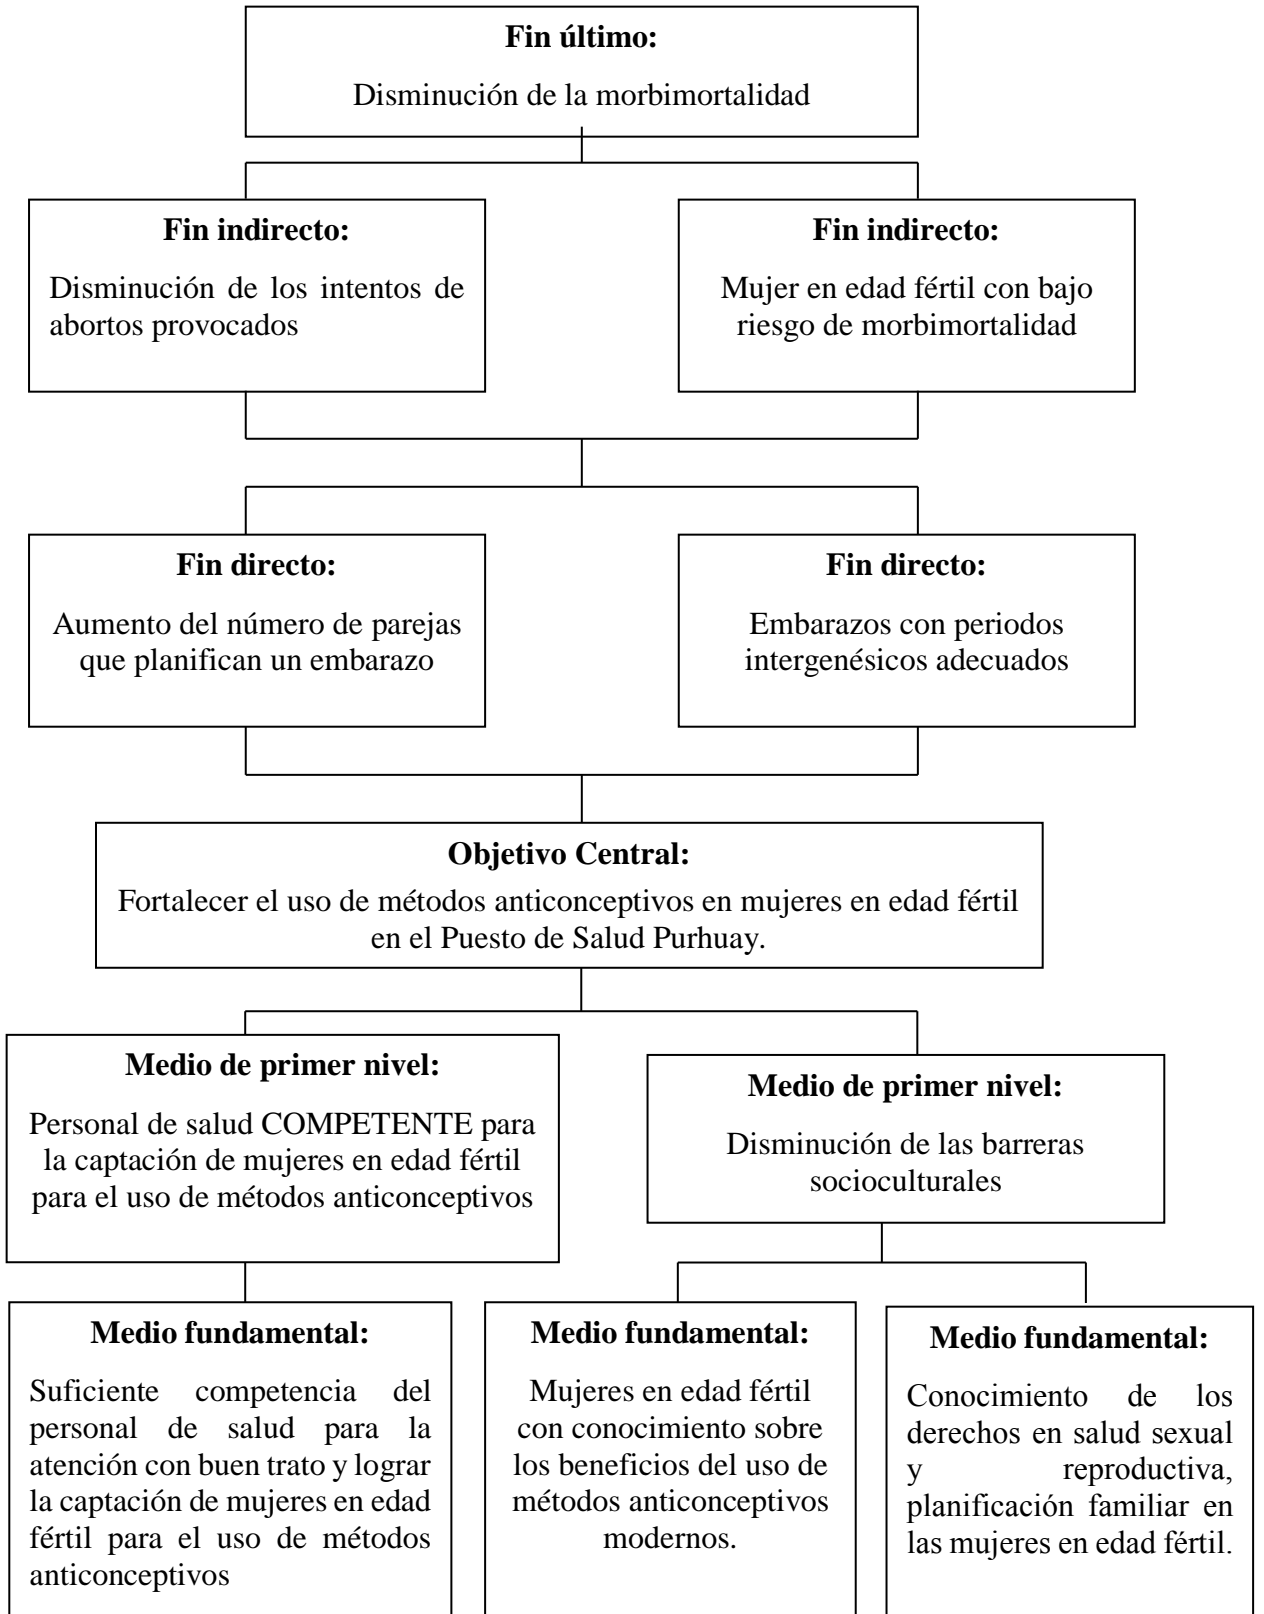 Fin último:
Disminución de la morbimortalidad
Fin indirecto:
Disminución de los intentos de
abortos provocados
Fin indirecto:
Mujer en edad fértil con bajo
riesgo de morbimortalidad
Fin directo:
Aumento del número de parejas
que planifican un embarazo
Fin directo:
Embarazos con periodos
intergenésicos adecuados
Objetivo Central:
Fortalecer el uso de métodos anticonceptivos en mujeres en edad fértil
en el Puesto de Salud Purhuay.
Medio de primer nivel:
Personal de salud COMPETENTE para
la captación de mujeres en edad fértil
para el uso de métodos anticonceptivos
Medio de primer nivel:
Disminución de las barreras
socioculturales
Medio fundamental:
Suficiente competencia del
personal de salud para la
atención con buen trato y lograr
la captación de mujeres en edad
fértil para el uso de métodos
anticonceptivos
Medio fundamental:
Mujeres en edad fértil
con conocimiento sobre
los beneficios del uso de
métodos anticonceptivos
modernos.
Medio fundamental:
Conocimiento de los
derechos en salud sexual
y reproductiva,
planificación familiar en
las mujeres en edad fértil.